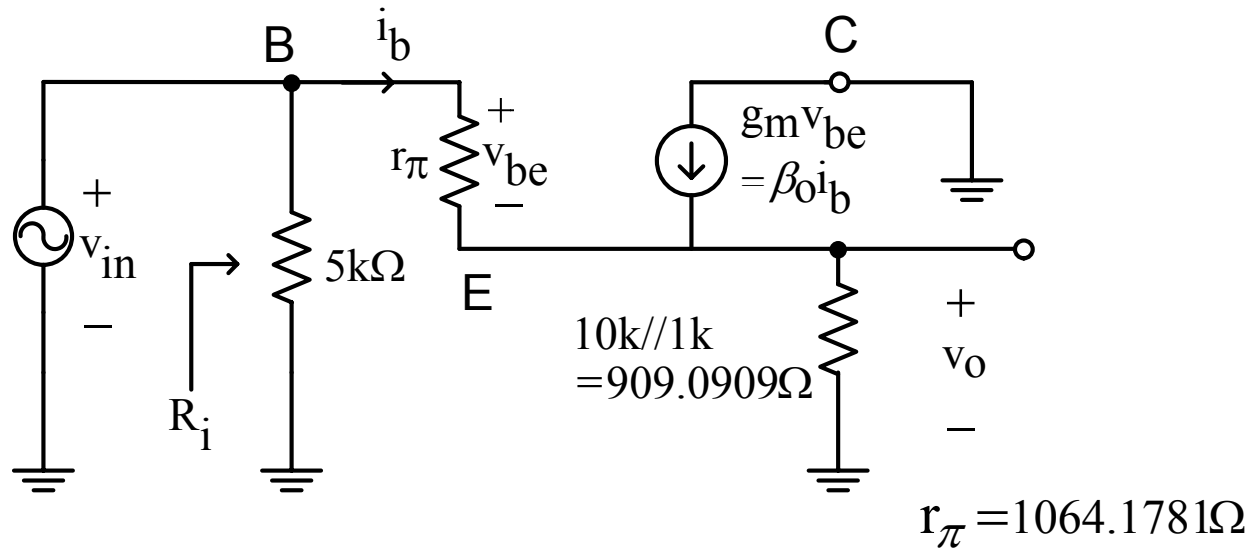 B
i_b
C
+
v_in
−
R_i
5kΩ
r_π
+
v_be
−
E
g_m v_be
= β_o i_b
10k//1k
=909.0909Ω
+
v_o
−
r_π =1064.1781Ω